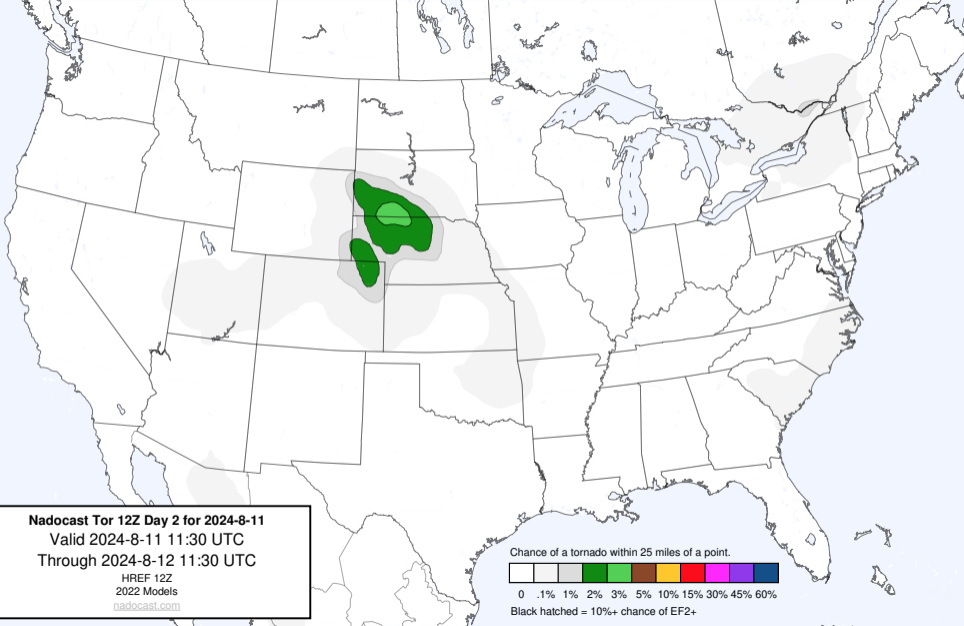 Nadocast Tor 12Z Day 2 for 2024-8-11
Valid 2024-8-11 11:30 UTC
Through 2024-8-12 11:30 UTC
HREF 12Z
2022 Models
nadocast.com
Chance of a tornado within 25 miles of a point.
0 .1% 1% 2% 3% 5% 10% 15% 30% 45% 60%
Black hatched = 10%+ chance of EF2+